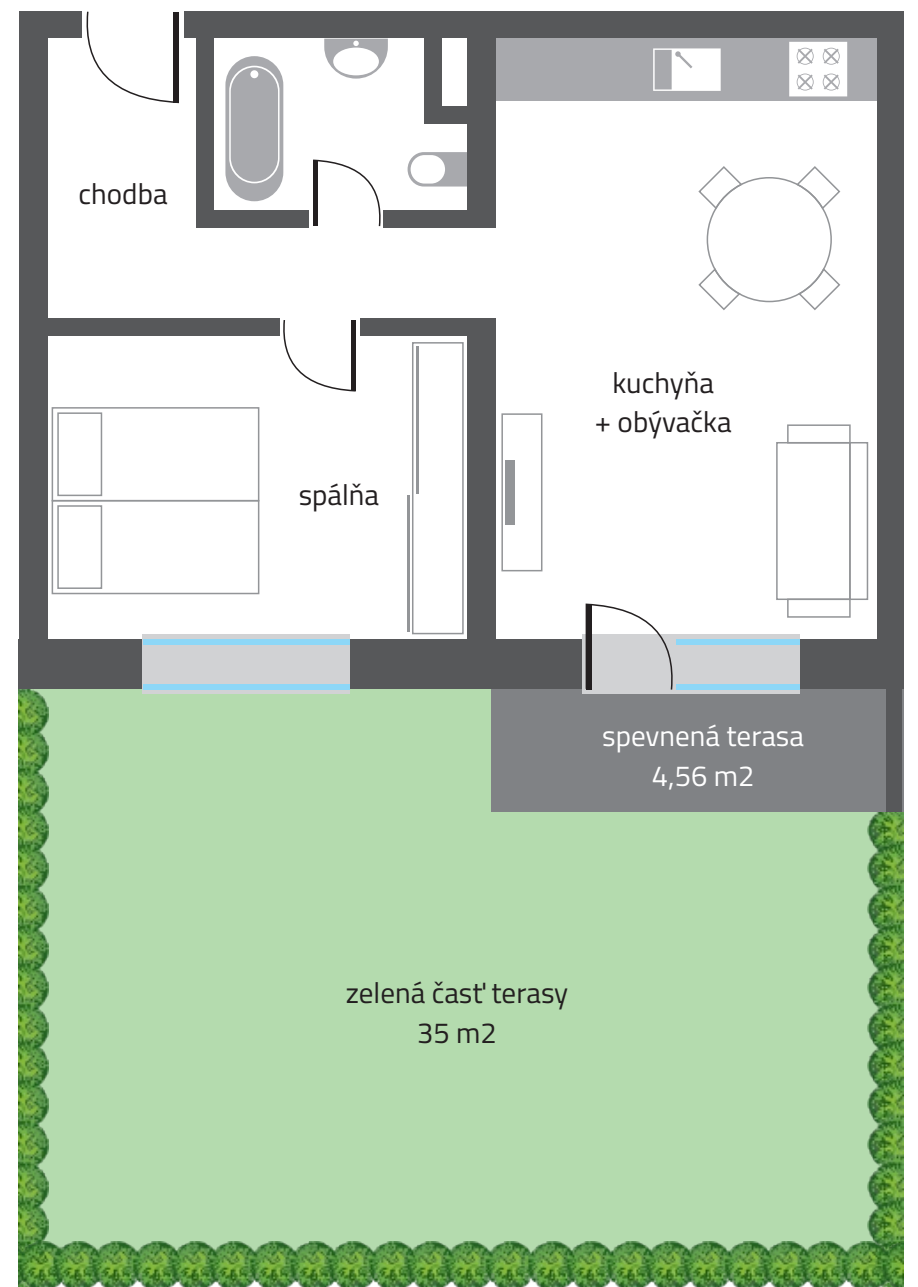 chodba
kuchyňa
+ obývačka
spálňa
spevnená terasa
4,56 m2
zelená časť terasy
35 m2